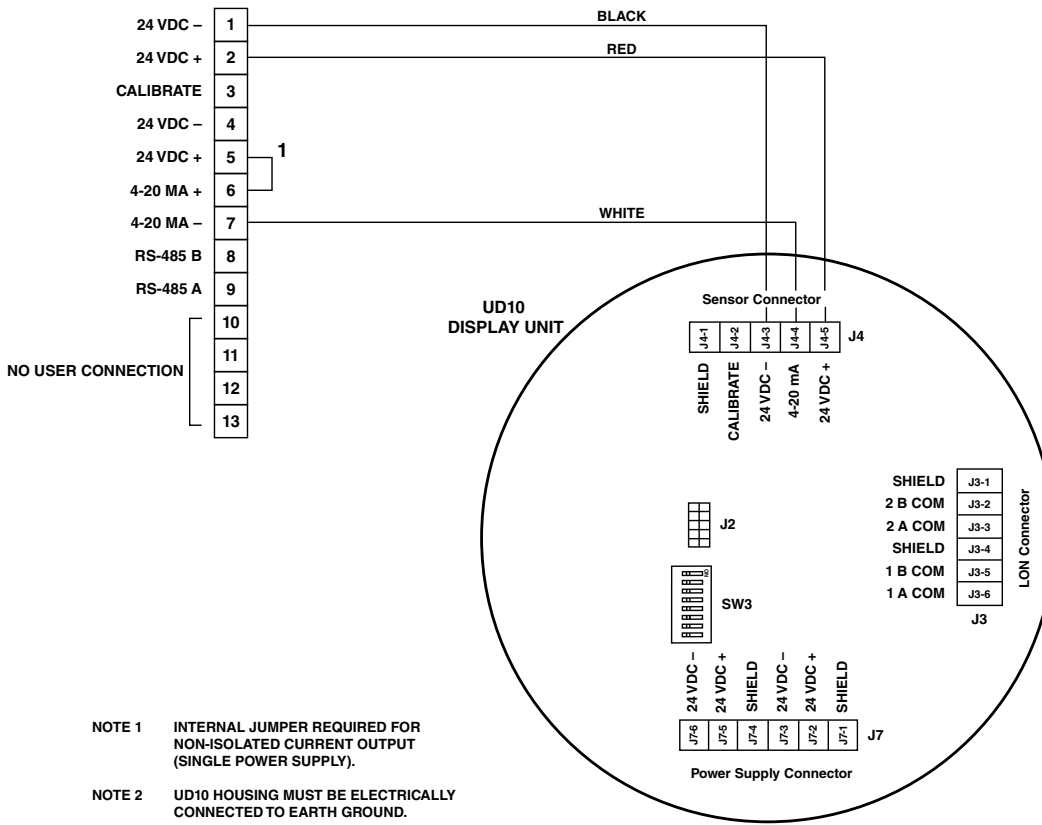 24 VDC – 1
24 VDC + 2
CALIBRATE 3
24 VDC – 4
24 VDC + 5
4-20 MA + 6
4-20 MA – 7
RS-485 B 8
RS-485 A 9
10
11
12
13
NO USER CONNECTION
1
BLACK
RED
WHITE
UD10
DISPLAY UNIT
Sensor Connector
J4-1 J4-2 J4-3 J4-4 J4-5 J4
SHIELD
CALIBRATE
24 VDC –
4-20 mA
24 VDC +
SHIELD J3-1
2 B COM J3-2
2 A COM J3-3
SHIELD J3-4
1 B COM J3-5
1 A COM J3-6
J3
LON Connector
J2
ON
SW3
24 VDC –
24 VDC +
SHIELD
24 VDC –
24 VDC +
SHIELD
J7-6 J7-5 J7-4 J7-3 J7-2 J7-1 J7
Power Supply Connector
NOTE 1 INTERNAL JUMPER REQUIRED FOR
NON-ISOLATED CURRENT OUTPUT
(SINGLE POWER SUPPLY).
NOTE 2 UD10 HOUSING MUST BE ELECTRICALLY
CONNECTED TO EARTH GROUND.